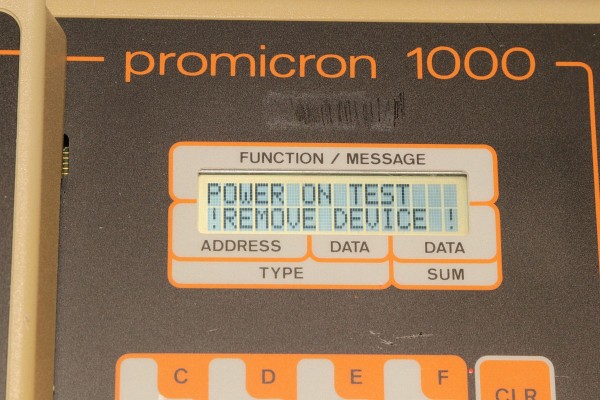 promicron 1000
FUNCTION / MESSAGE
POWER ON TEST
!REMOVE DEVICE !
ADDRESS DATA DATA
TYPE SUM
C D E F
CLR